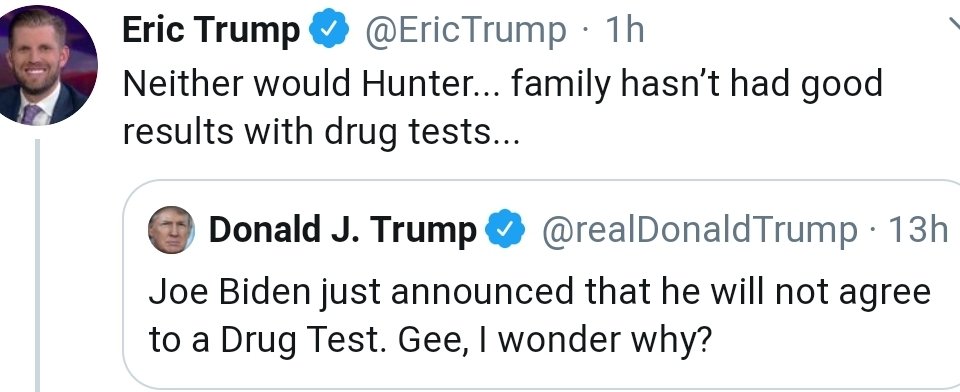 Eric Trump @EricTrump · 1h
Neither would Hunter... family hasn’t had good
results with drug tests...
Donald J. Trump @realDonaldTrump · 13h
Joe Biden just announced that he will not agree
to a Drug Test. Gee, I wonder why?